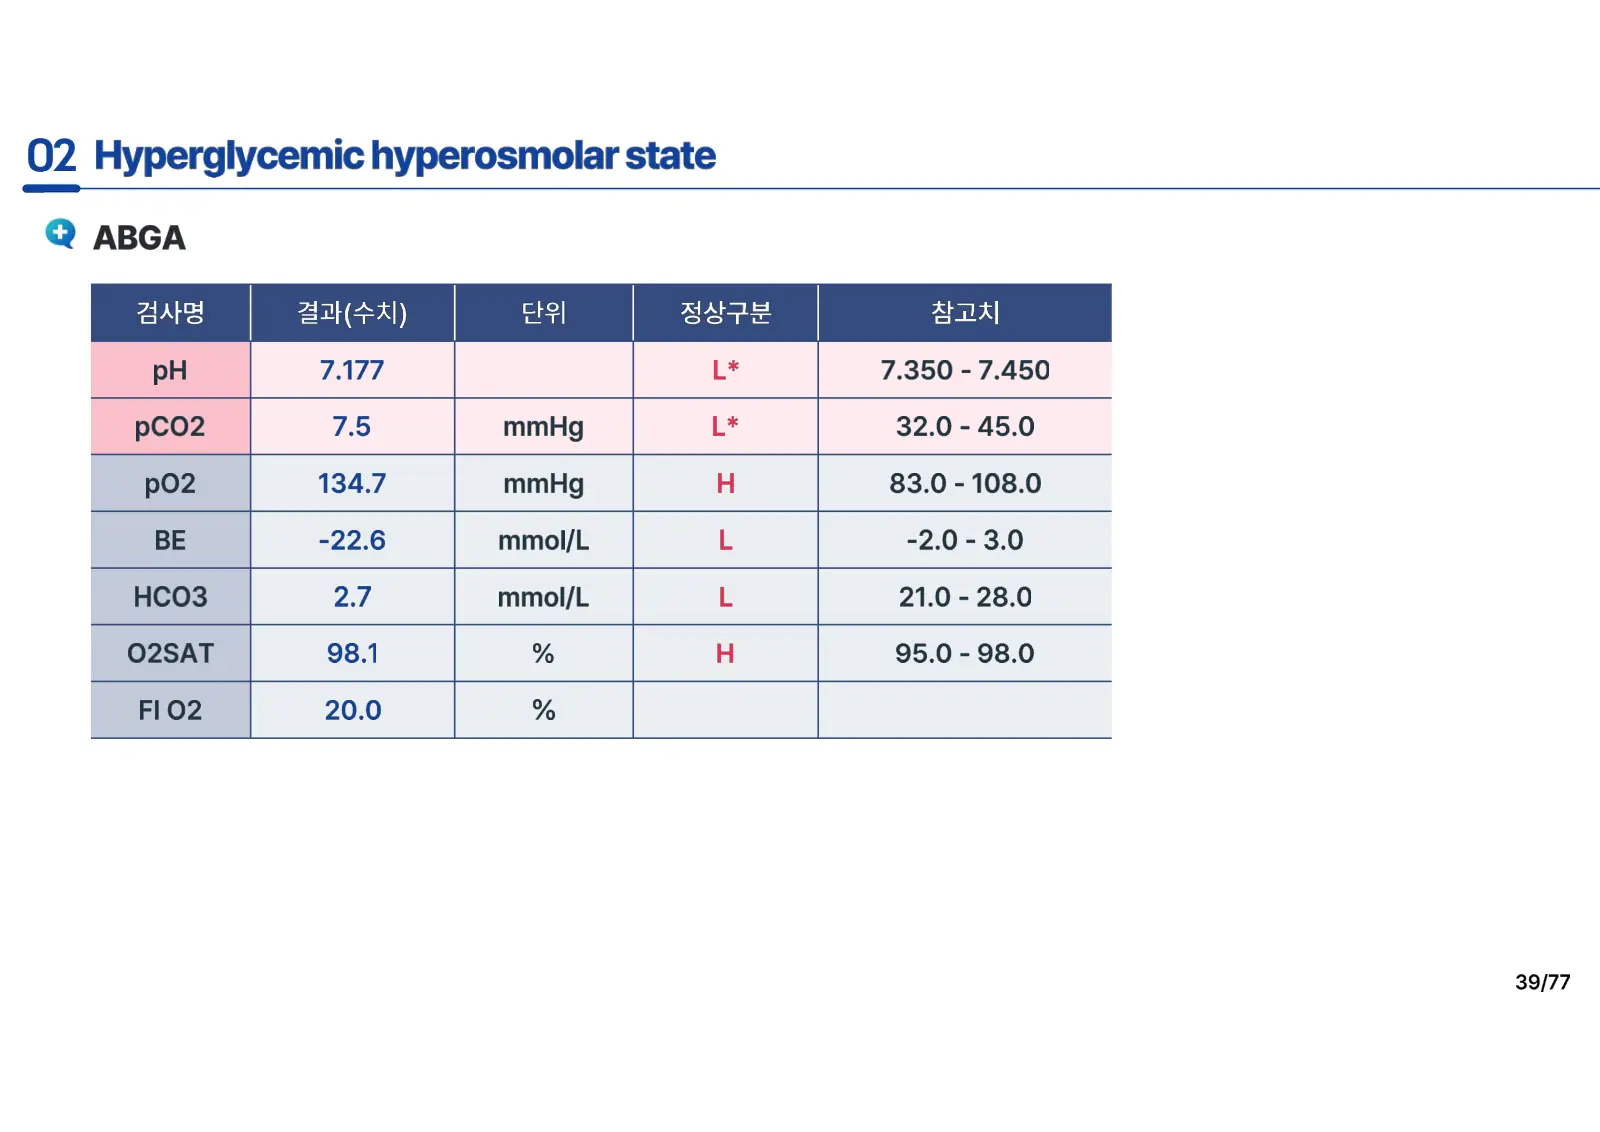 02 Hyperglycemic hyperosmolar state
ABGA
검사명 결과(수치) 단위 정상구분 참고치
pH 7.177 L* 7.350 - 7.450
pCO2 7.5 mmHg L* 32.0 - 45.0
pO2 134.7 mmHg H 83.0 - 108.0
BE -22.6 mmol/L L -2.0 - 3.0
HCO3 2.7 mmol/L L 21.0 - 28.0
O2SAT 98.1 % H 95.0 - 98.0
FI O2 20.0 %
39/77